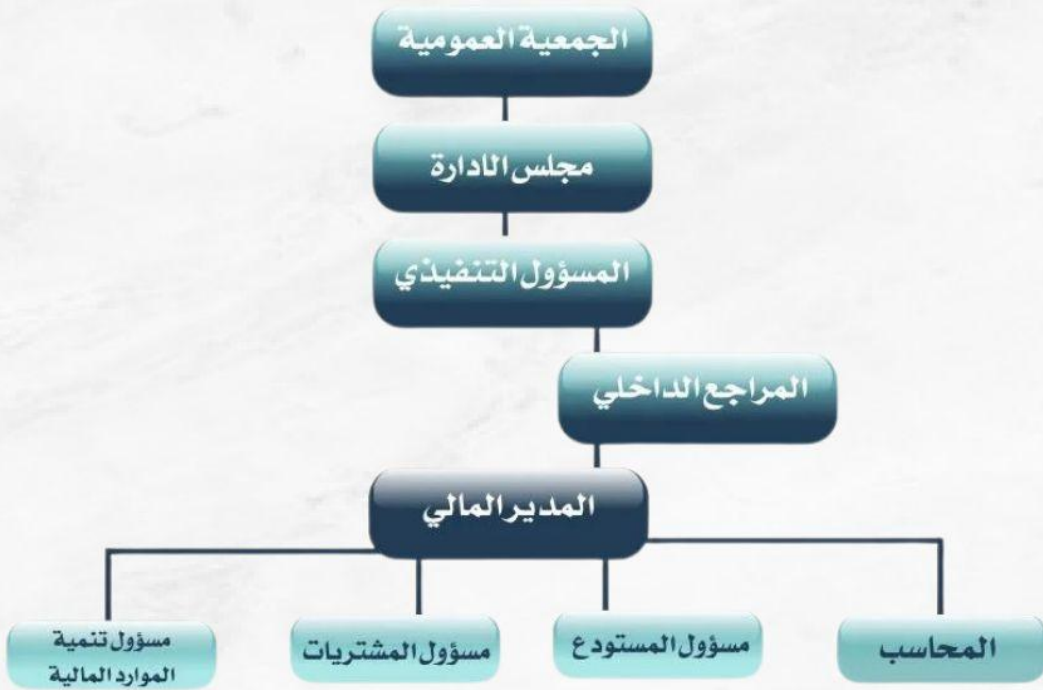 الجمعية العمومية
مجلس الادارة
المسؤول التنفيذي
المراجع الداخلي
المدير المالي
المحاسب
مسؤول المستودع
مسؤول المشتريات
مسؤول تنمية
الموارد المالية